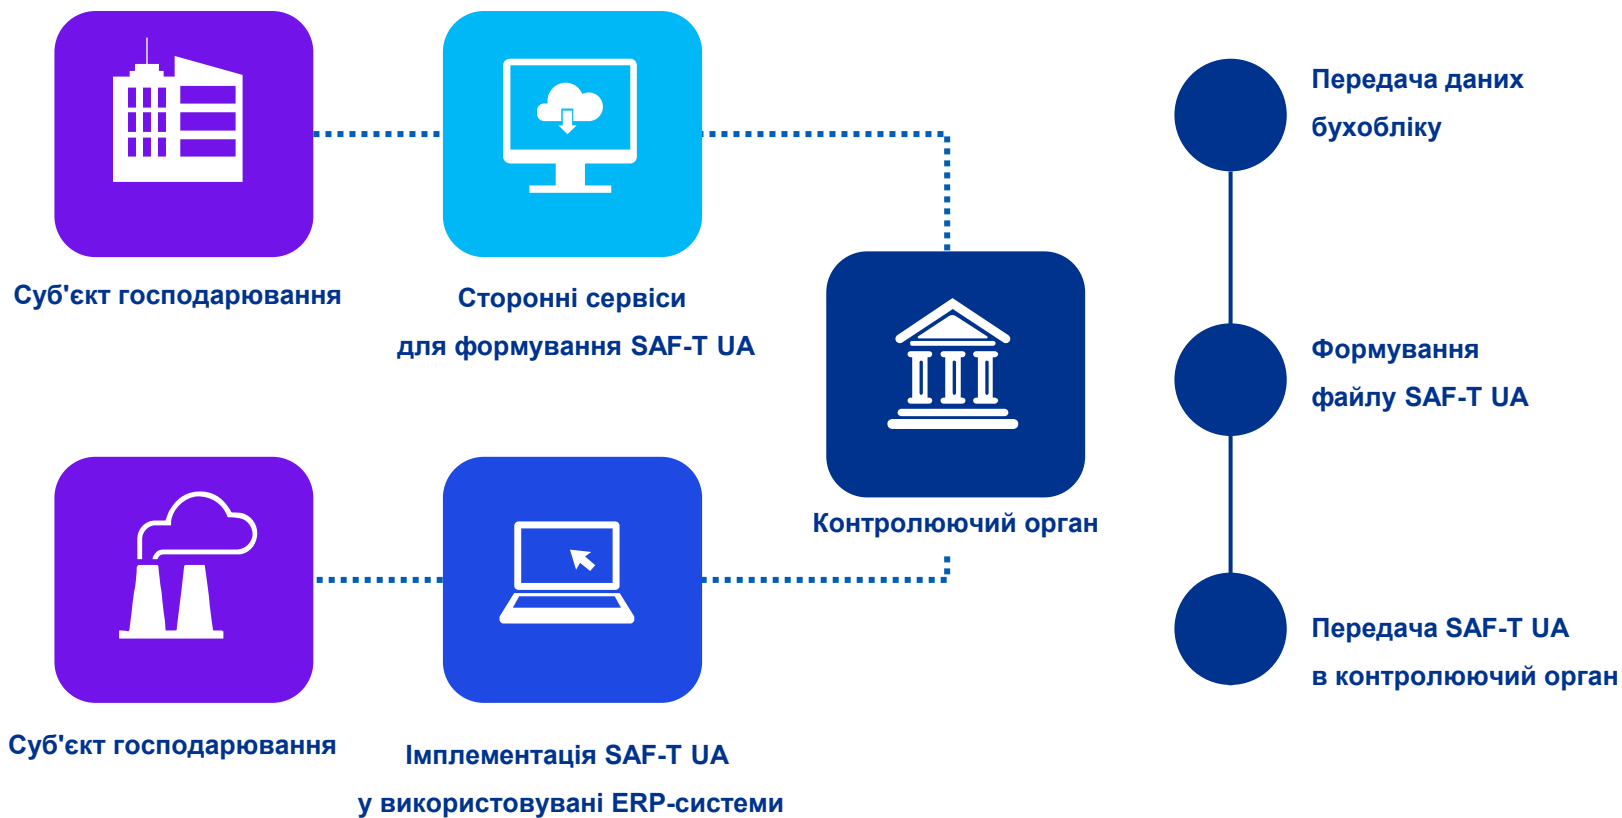 Суб'єкт господарювання
Сторонні сервіси
для формування SAF-T UA
Контролюючий орган
Суб'єкт господарювання
Імплементація SAF-T UA
у використовувані ERP-системи
Передача даних
бухобліку
Формування
файлу SAF-T UA
Передача SAF-T UA
в контролюючий орган